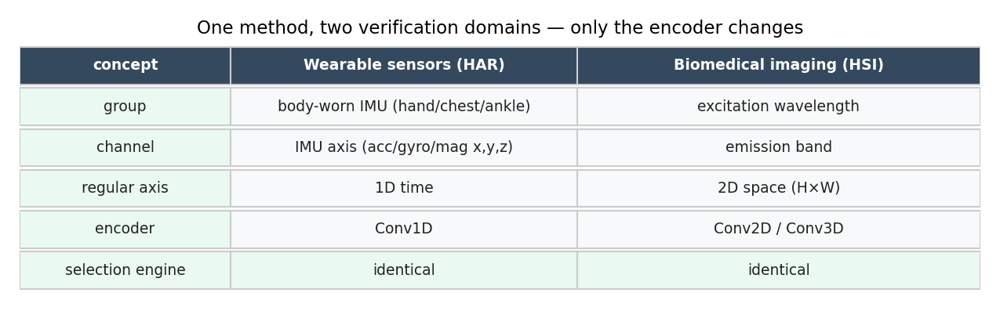 One method, two verification domains — only the encoder changes
concept Wearable sensors (HAR) Biomedical imaging (HSI)
group body-worn IMU (hand/chest/ankle) excitation wavelength
channel IMU axis (acc/gyro/mag x,y,z) emission band
regular axis 1D time 2D space (H×W)
encoder Conv1D Conv2D / Conv3D
selection engine identical identical